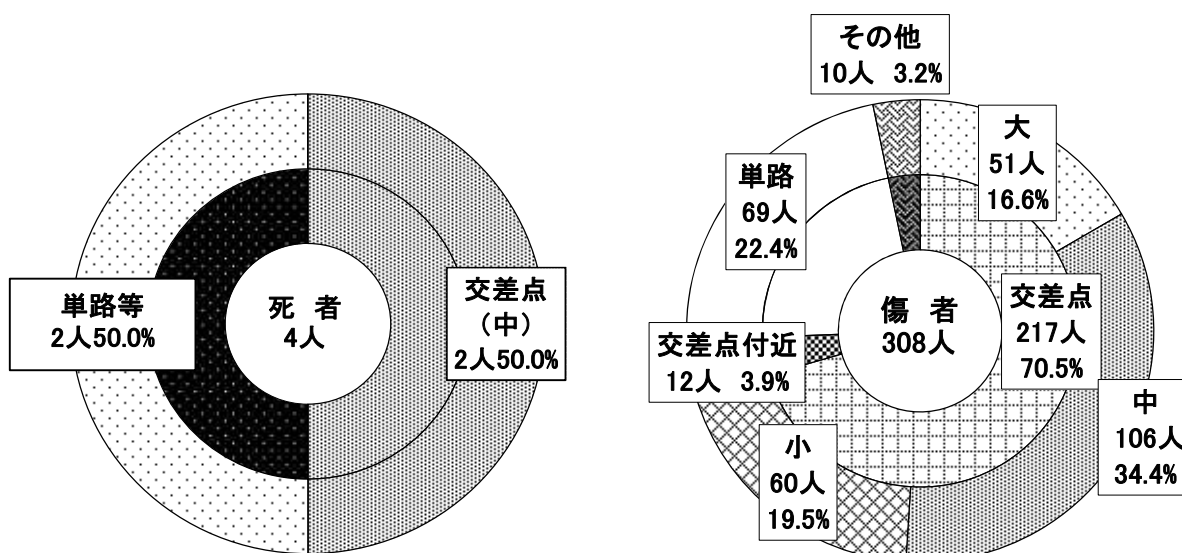 死 者
4人
単路等
2人50.0%
交差点
(中)
2人50.0%
傷 者
308人
その他
10人 3.2%
大
51人
16.6%
単路
69人
22.4%
交差点
217人
70.5%
交差点付近
12人 3.9%
中
106人
34.4%
小
60人
19.5%